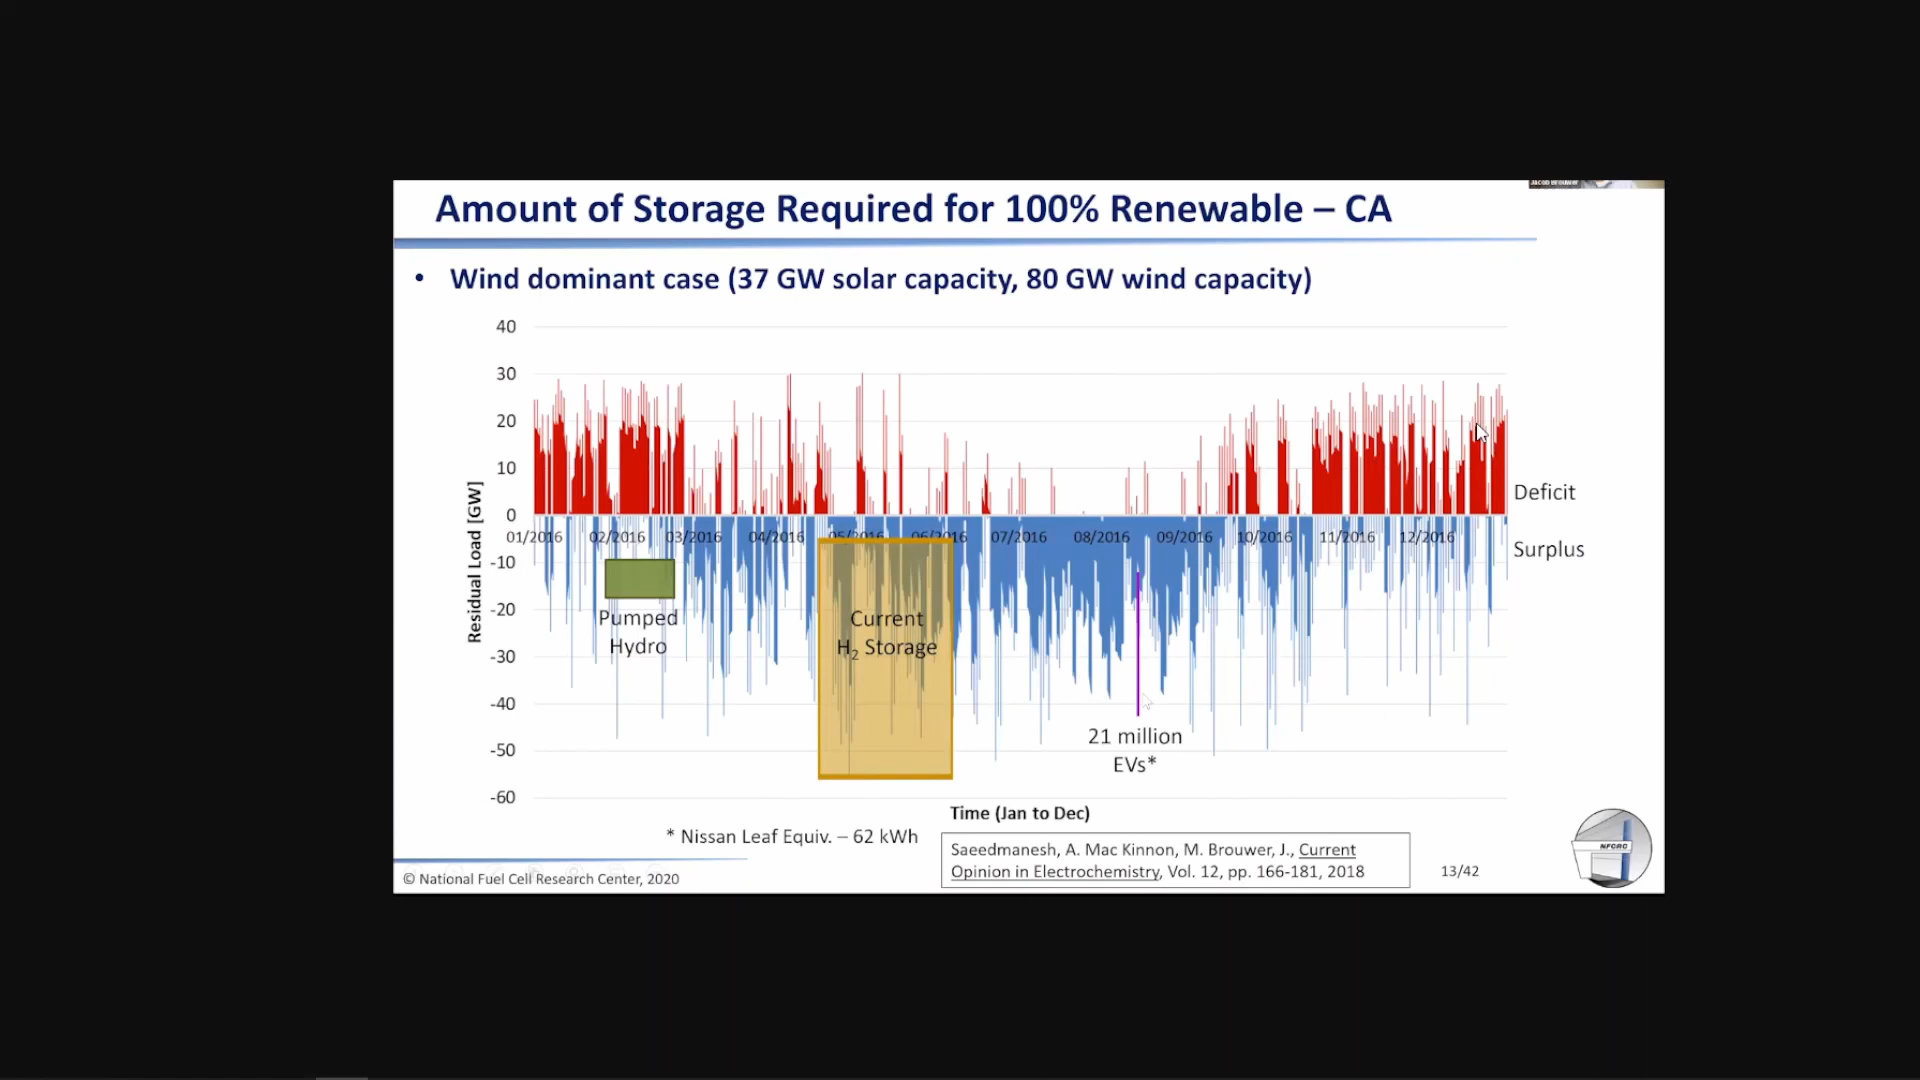 Jacob Brouwer
Amount of Storage Required for 100% Renewable – CA
• Wind dominant case (37 GW solar capacity, 80 GW wind capacity)
40
30
20
10
0
-10
-20
-30
-40
-50
-60
Residual Load [GW]
01/2016 02/2016 03/2016 04/2016 05/2016 06/2016 07/2016 08/2016 09/2016 10/2016 11/2016 12/2016
Deficit
Surplus
Pumped
Hydro
Current
H₂ Storage
21 million
EVs*
Time (Jan to Dec)
* Nissan Leaf Equiv. – 62 kWh
Saeedmanesh, A. Mac Kinnon, M. Brouwer, J., Current
Opinion in Electrochemistry, Vol. 12, pp. 166-181, 2018
13/42
NFCRC
© National Fuel Cell Research Center, 2020